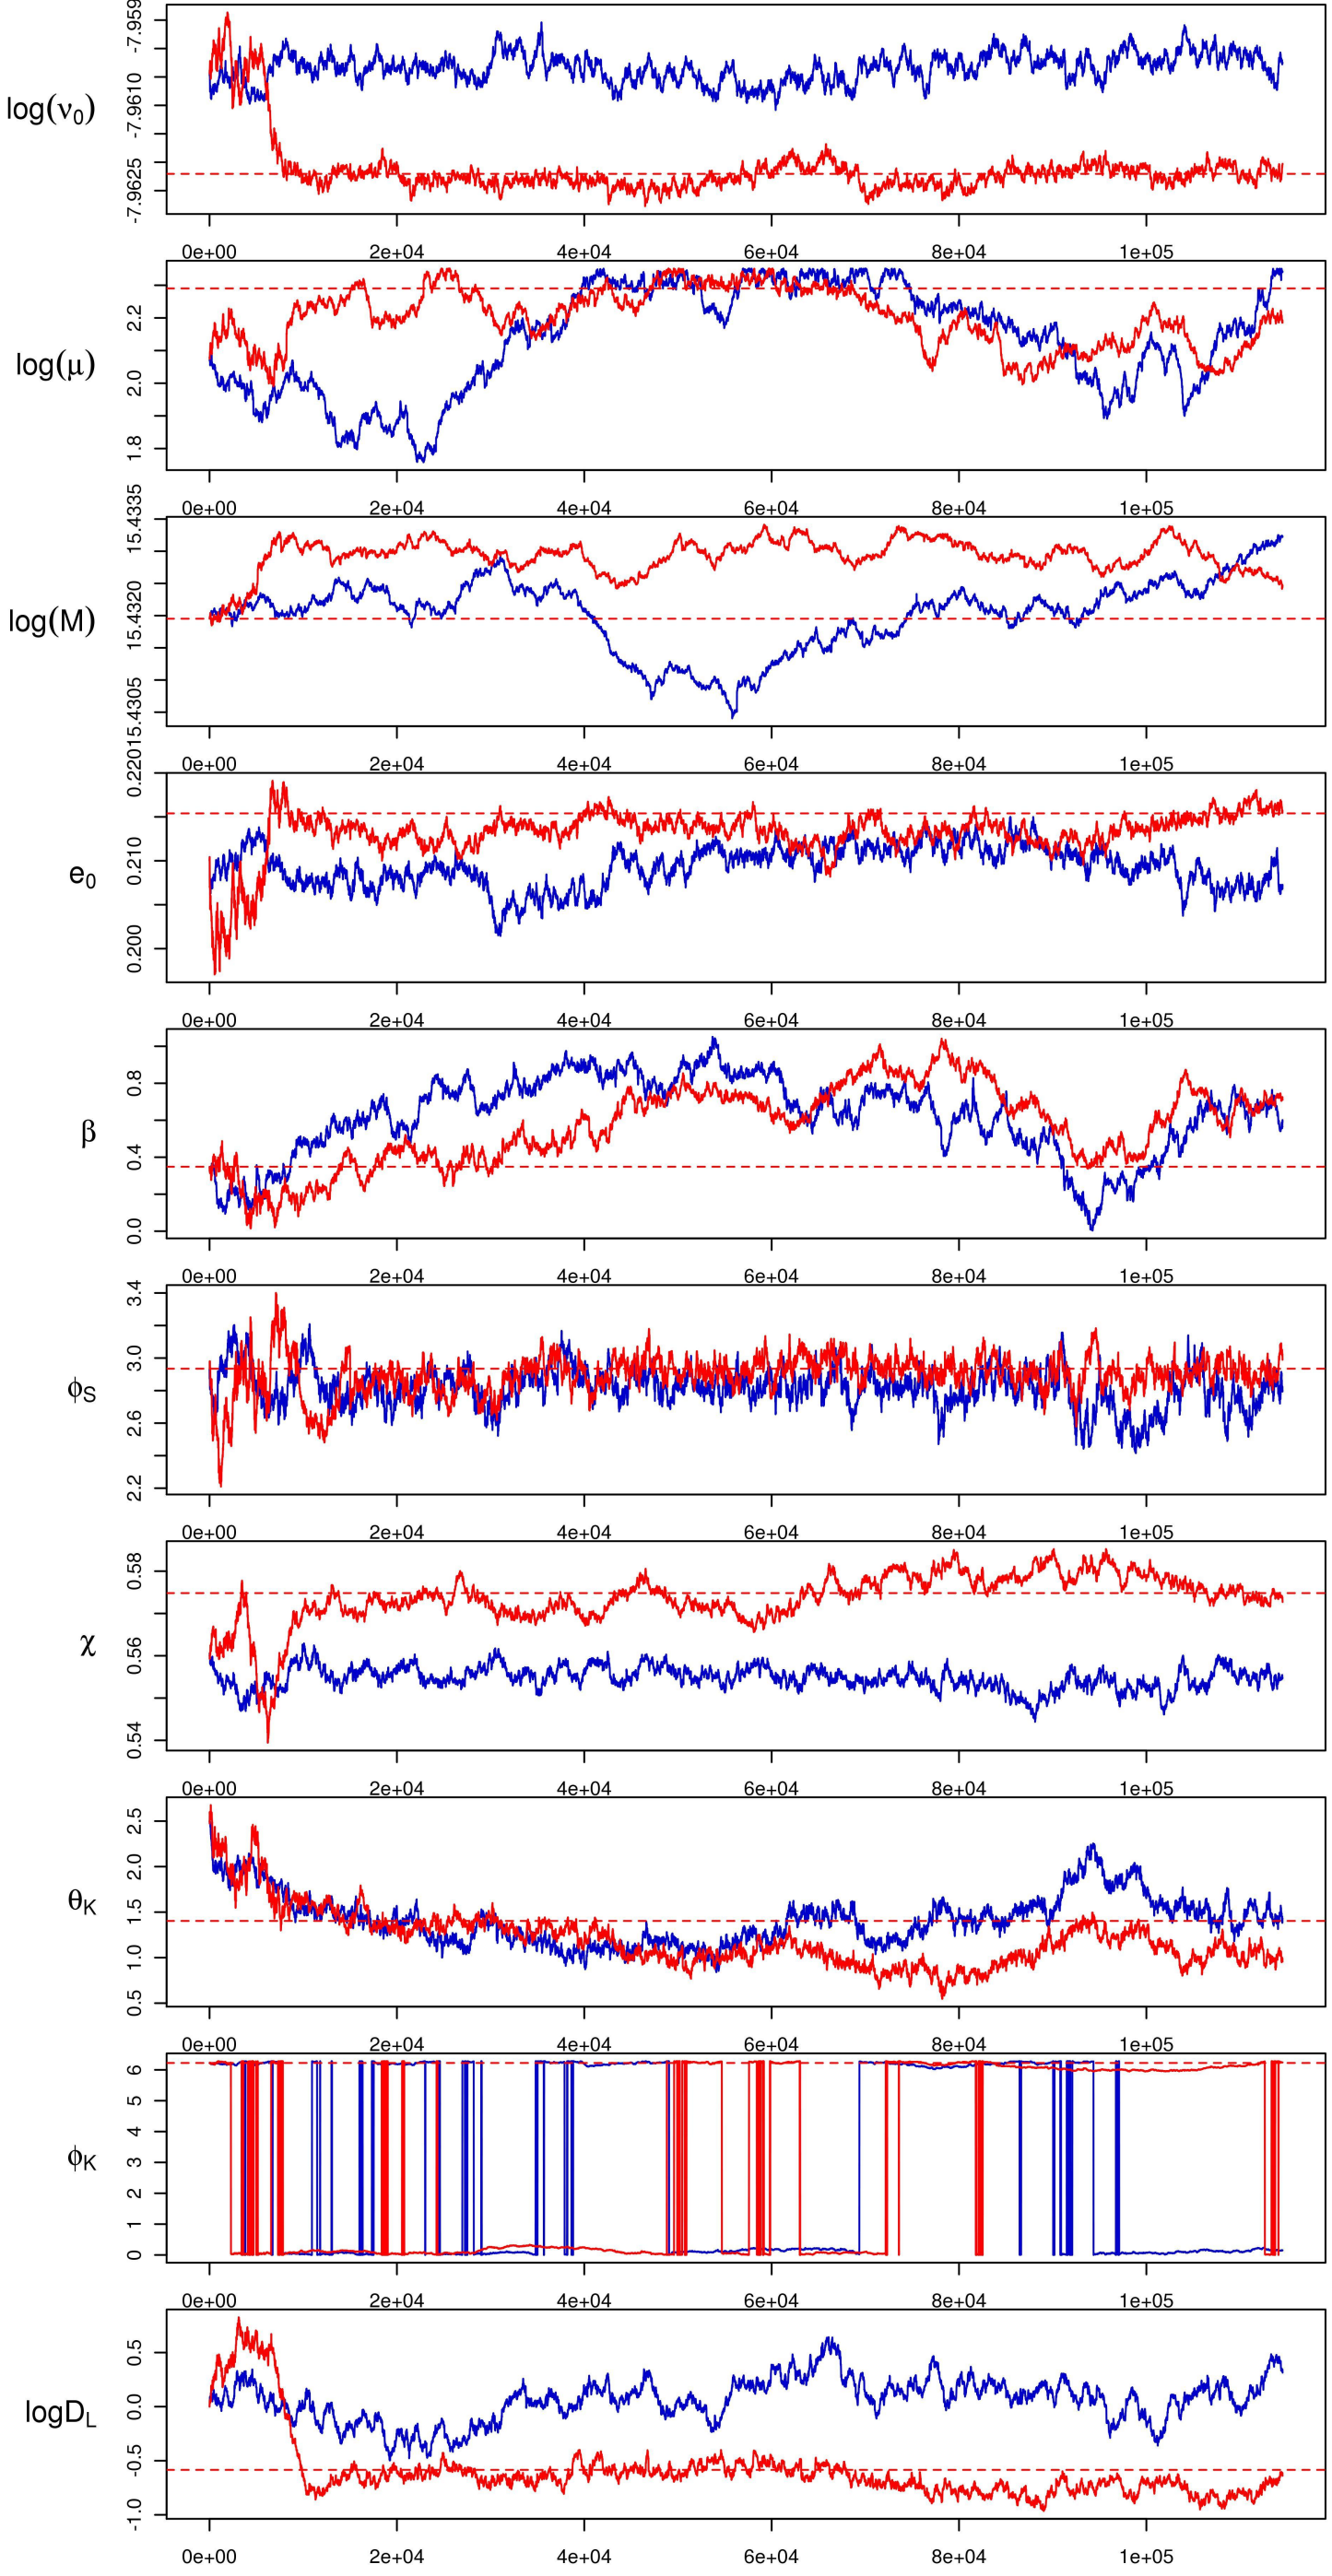 log(ν₀)
-7.9625 -7.9610 -7.959
0e+00 2e+04 4e+04 6e+04 8e+04 1e+05
log(μ)
1.8 2.0 2.2
0e+00 2e+04 4e+04 6e+04 8e+04 1e+05
log(M)
15.4305 15.4320 15.4335
0e+00 2e+04 4e+04 6e+04 8e+04 1e+05
e₀
0.200 0.210 0.220
0e+00 2e+04 4e+04 6e+04 8e+04 1e+05
β
0.0 0.4 0.8
0e+00 2e+04 4e+04 6e+04 8e+04 1e+05
ϕS
2.2 2.6 3.0 3.4
0e+00 2e+04 4e+04 6e+04 8e+04 1e+05
χ
0.54 0.56 0.58
0e+00 2e+04 4e+04 6e+04 8e+04 1e+05
θK
0.5 1.0 1.5 2.0 2.5
0e+00 2e+04 4e+04 6e+04 8e+04 1e+05
ϕK
0 1 2 3 4 5 6
0e+00 2e+04 4e+04 6e+04 8e+04 1e+05
logDL
-1.0 -0.5 0.0 0.5
0e+00 2e+04 4e+04 6e+04 8e+04 1e+05